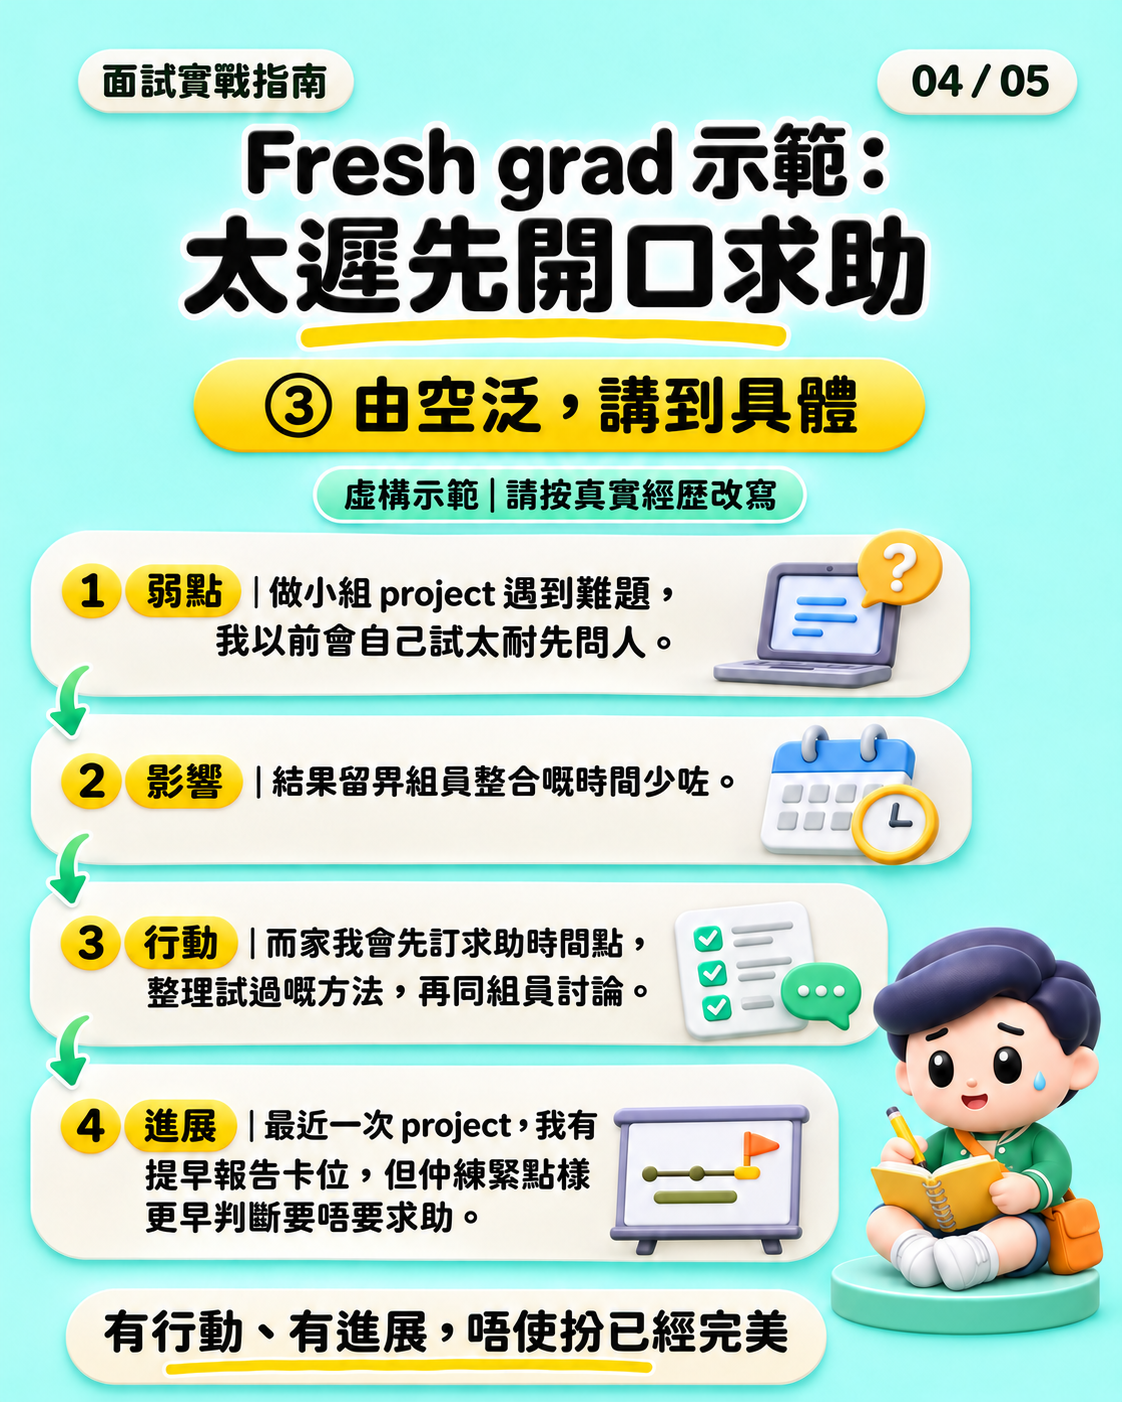 面試實戰指南
04 / 05
Fresh grad 示範：
太遲先開口求助
③ 由空泛，講到具體
虛構示範 | 請按真實經歷改寫
1 弱點 | 做小組 project 遇到難題，
我以前會自己試太耐先問人。
?
2 影響 | 結果留畀組員整合嘅時間少咗。
3 行動 | 而家我會先訂求助時間點，
整理試過嘅方法，再同組員討論。
4 進展 | 最近一次 project，我有
提早報告卡位，但仲練緊點樣
更早判斷要唔要求助。
有行動、有進展，唔使扮已經完美